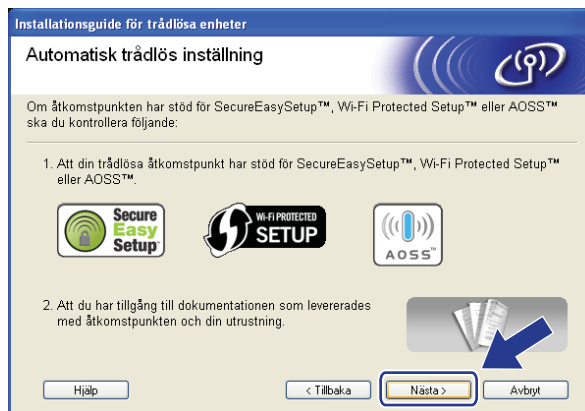 Installationsguide för trådlösa enheter
Automatisk trådlös inställning
Om åtkomstpunkten har stöd för SecureEasySetup™, Wi-Fi Protected Setup™ eller AOSS™
ska du kontrollera följande:
1. Att din trådlösa åtkomstpunkt har stöd för SecureEasySetup™, Wi-Fi Protected Setup™
eller AOSS™.
Secure
Easy
Setup™
WI-FI PROTECTED
SETUP
AOSS™
2. Att du har tillgång till dokumentationen som levererades
med åtkomstpunkten och din utrustning.
Hjälp
< Tillbaka
Nästa >
Avbryt